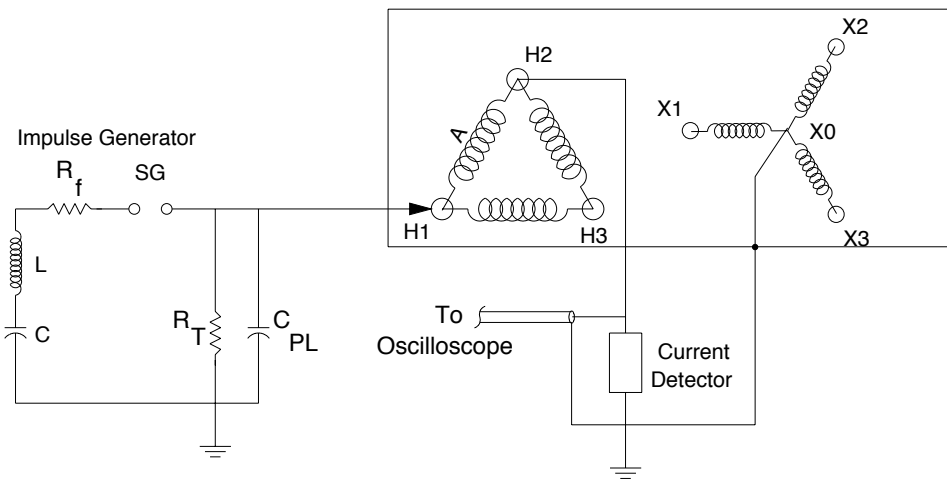 Impulse Generator
R
f
SG
L
C
R
T
C
PL
H1
H2
H3
A
X1
X2
X0
X3
To
Oscilloscope
Current
Detector